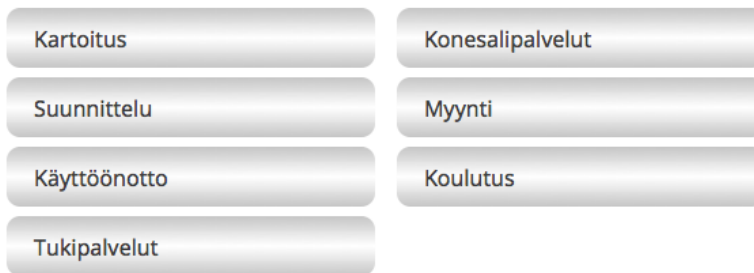 Kartoitus
Suunnittelu
Käyttöönotto
Tukipalvelut
Konesalipalvelut
Myynti
Koulutus